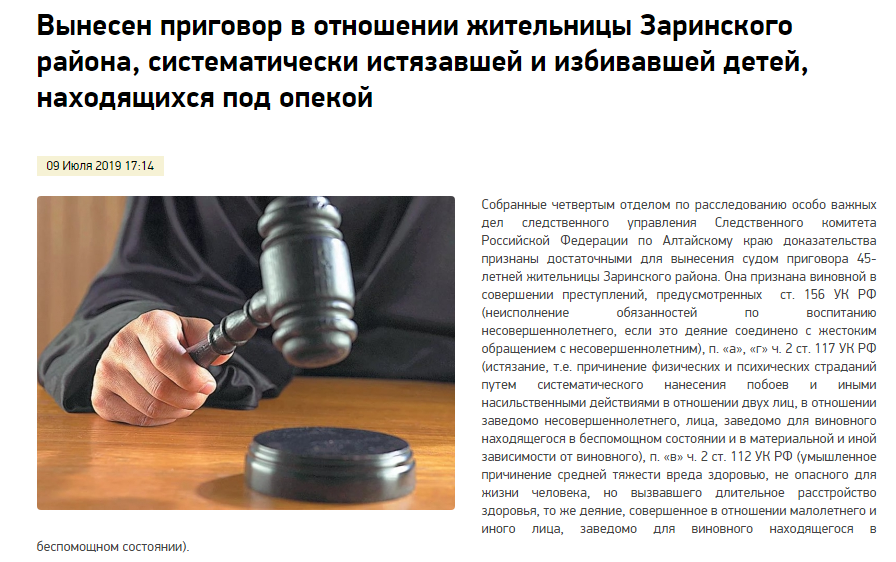 Вынесен приговор в отношении жительницы Заринского
района, систематически истязавшей и избивавшей детей,
находящихся под опекой
09 Июля 2019 17:14
Собранные четвертым отделом по расследованию особо важных
дел следственного управления Следственного комитета
Российской Федерации по Алтайскому краю доказательства
признаны достаточными для вынесения судом приговора 45-
летней жительницы Заринского района. Она признана виновной в
совершении преступлений, предусмотренных ст. 156 УК РФ
(неисполнение обязанностей по воспитанию
несовершеннолетнего, если это деяние соединено с жестоким
обращением с несовершеннолетним), п. «а», «г» ч. 2 ст. 117 УК РФ
(истязание, т.е. причинение физических и психических страданий
путем систематического нанесения побоев и иными
насильственными действиями в отношении двух лиц, в отношении
заведомо несовершеннолетнего, лица, заведомо для виновного
находящегося в беспомощном состоянии и в материальной и иной
зависимости от виновного), п. «в» ч. 2 ст. 112 УК РФ (умышленное
причинение средней тяжести вреда здоровью, не опасного для
жизни человека, но вызвавшего длительное расстройство
здоровья, то же деяние, совершенное в отношении малолетнего и
иного лица, заведомо для виновного находящегося в
беспомощном состоянии).